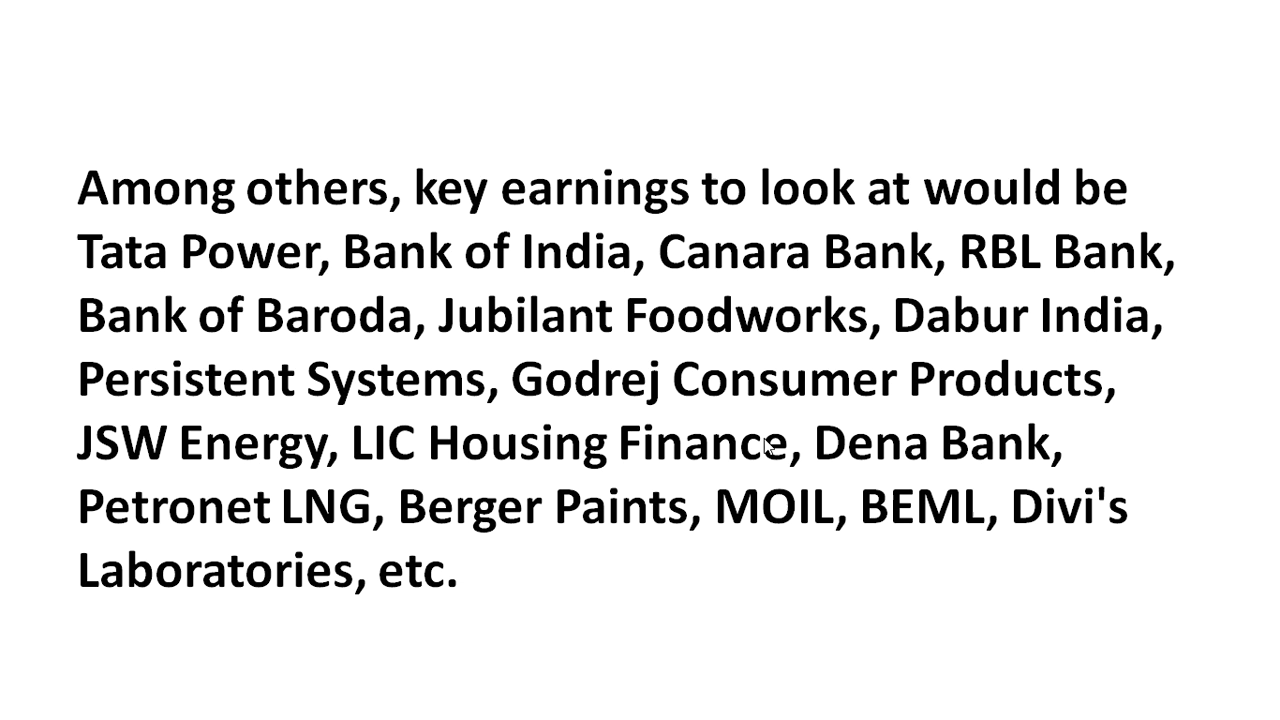 Among others, key earnings to look at would be
Tata Power, Bank of India, Canara Bank, RBL Bank,
Bank of Baroda, Jubilant Foodworks, Dabur India,
Persistent Systems, Godrej Consumer Products,
JSW Energy, LIC Housing Finance, Dena Bank,
Petronet LNG, Berger Paints, MOIL, BEML, Divi's
Laboratories, etc.